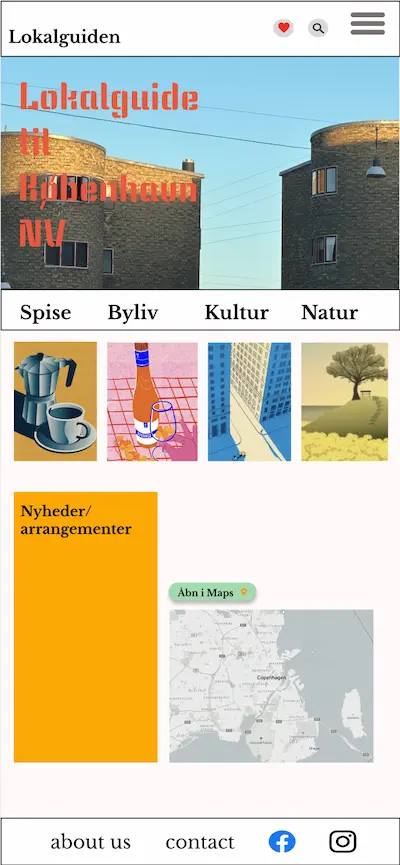 Lokalguiden
Lokalguide
til
København
NV
Spise Byliv Kultur Natur
Nyheder/
arrangementer
Åbn i Maps
Copenhagen
about us contact